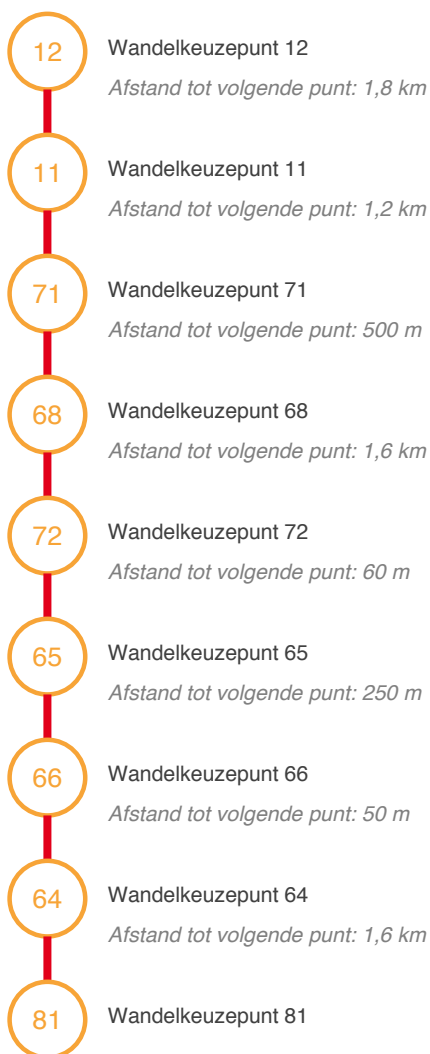 12
Wandelkeuzepunt 12
Afstand tot volgende punt: 1,8 km
11
Wandelkeuzepunt 11
Afstand tot volgende punt: 1,2 km
71
Wandelkeuzepunt 71
Afstand tot volgende punt: 500 m
68
Wandelkeuzepunt 68
Afstand tot volgende punt: 1,6 km
72
Wandelkeuzepunt 72
Afstand tot volgende punt: 60 m
65
Wandelkeuzepunt 65
Afstand tot volgende punt: 250 m
66
Wandelkeuzepunt 66
Afstand tot volgende punt: 50 m
64
Wandelkeuzepunt 64
Afstand tot volgende punt: 1,6 km
81
Wandelkeuzepunt 81